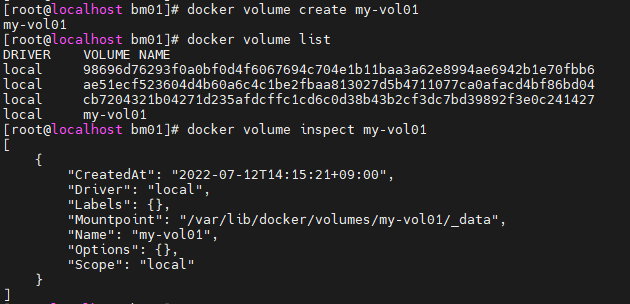 [root@localhost bm01]# docker volume create my-vol01
my-vol01
[root@localhost bm01]# docker volume list
DRIVER    VOLUME NAME
local     98696d76293f0a0bf0d4f6067694c704e1b11baa3a62e8994ae6942b1e70fbb6
local     ae51ecf523604d4b60a6c4c1be2fbaa813027d5b4711077ca0afacd4bf86bd04
local     cb7204321b04271d235afdcffc1cd6c0d38b43b2cf3dc7bd39892f3e0c241427
local     my-vol01
[root@localhost bm01]# docker volume inspect my-vol01
[
    {
        "CreatedAt": "2022-07-12T14:15:21+09:00",
        "Driver": "local",
        "Labels": {},
        "Mountpoint": "/var/lib/docker/volumes/my-vol01/_data",
        "Name": "my-vol01",
        "Options": {},
        "Scope": "local"
    }
]